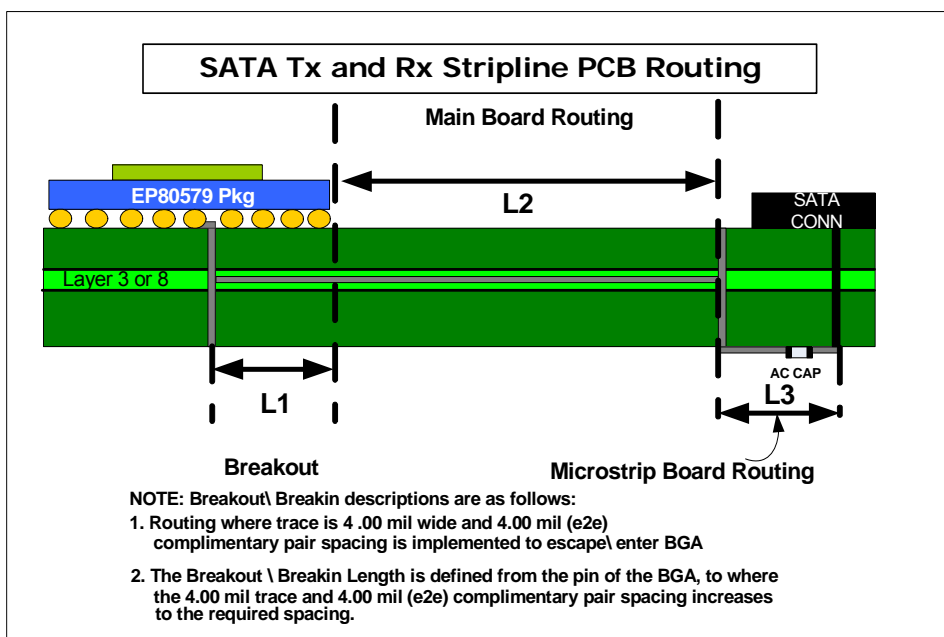 SATA Tx and Rx Stripline PCB Routing
Main Board Routing
EP80579 Pkg
L2
SATA
CONN
Layer 3 or 8
AC CAP
L1
L3
Breakout
Microstrip Board Routing
NOTE: Breakout\ Breakin descriptions are as follows:
1. Routing where trace is 4 .00 mil wide and 4.00 mil (e2e)
complimentary pair spacing is implemented to escape\ enter BGA
2. The Breakout \ Breakin Length is defined from the pin of the BGA, to where
the 4.00 mil trace and 4.00 mil (e2e) complimentary pair spacing increases
to the required spacing.